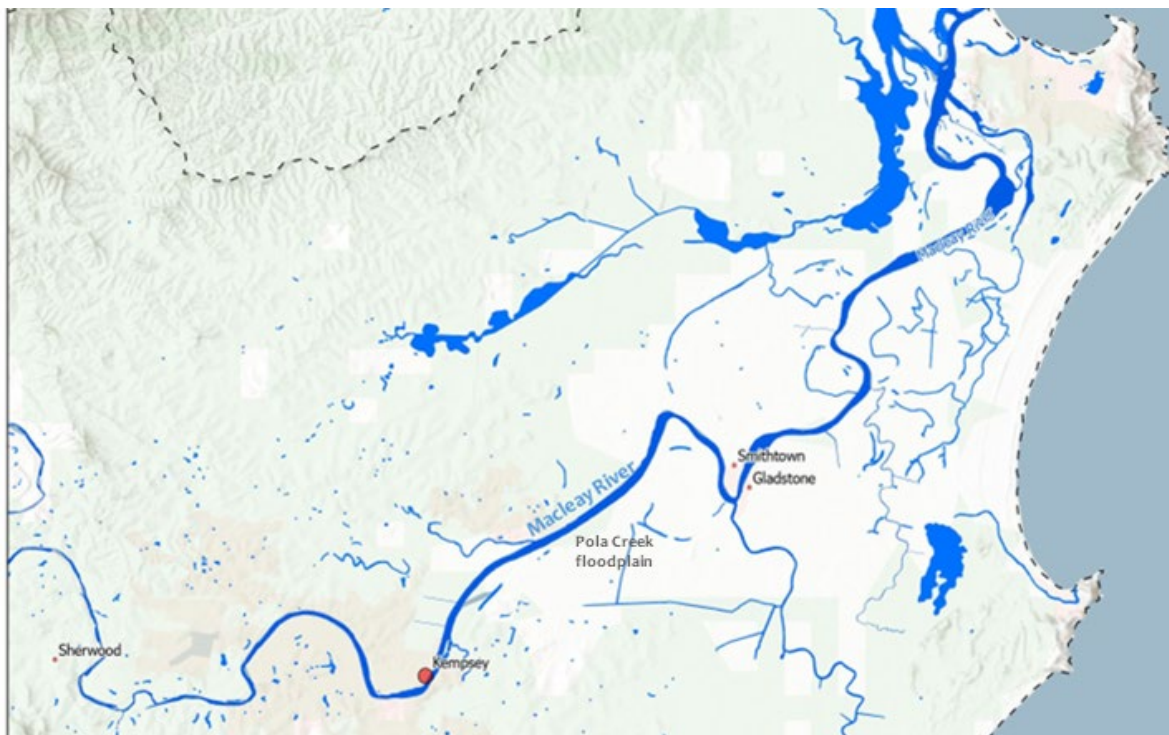 Macleay River
Smithtown
Gladstone
Macleay River
Pola Creek
floodplain
Sherwood
Kempsey